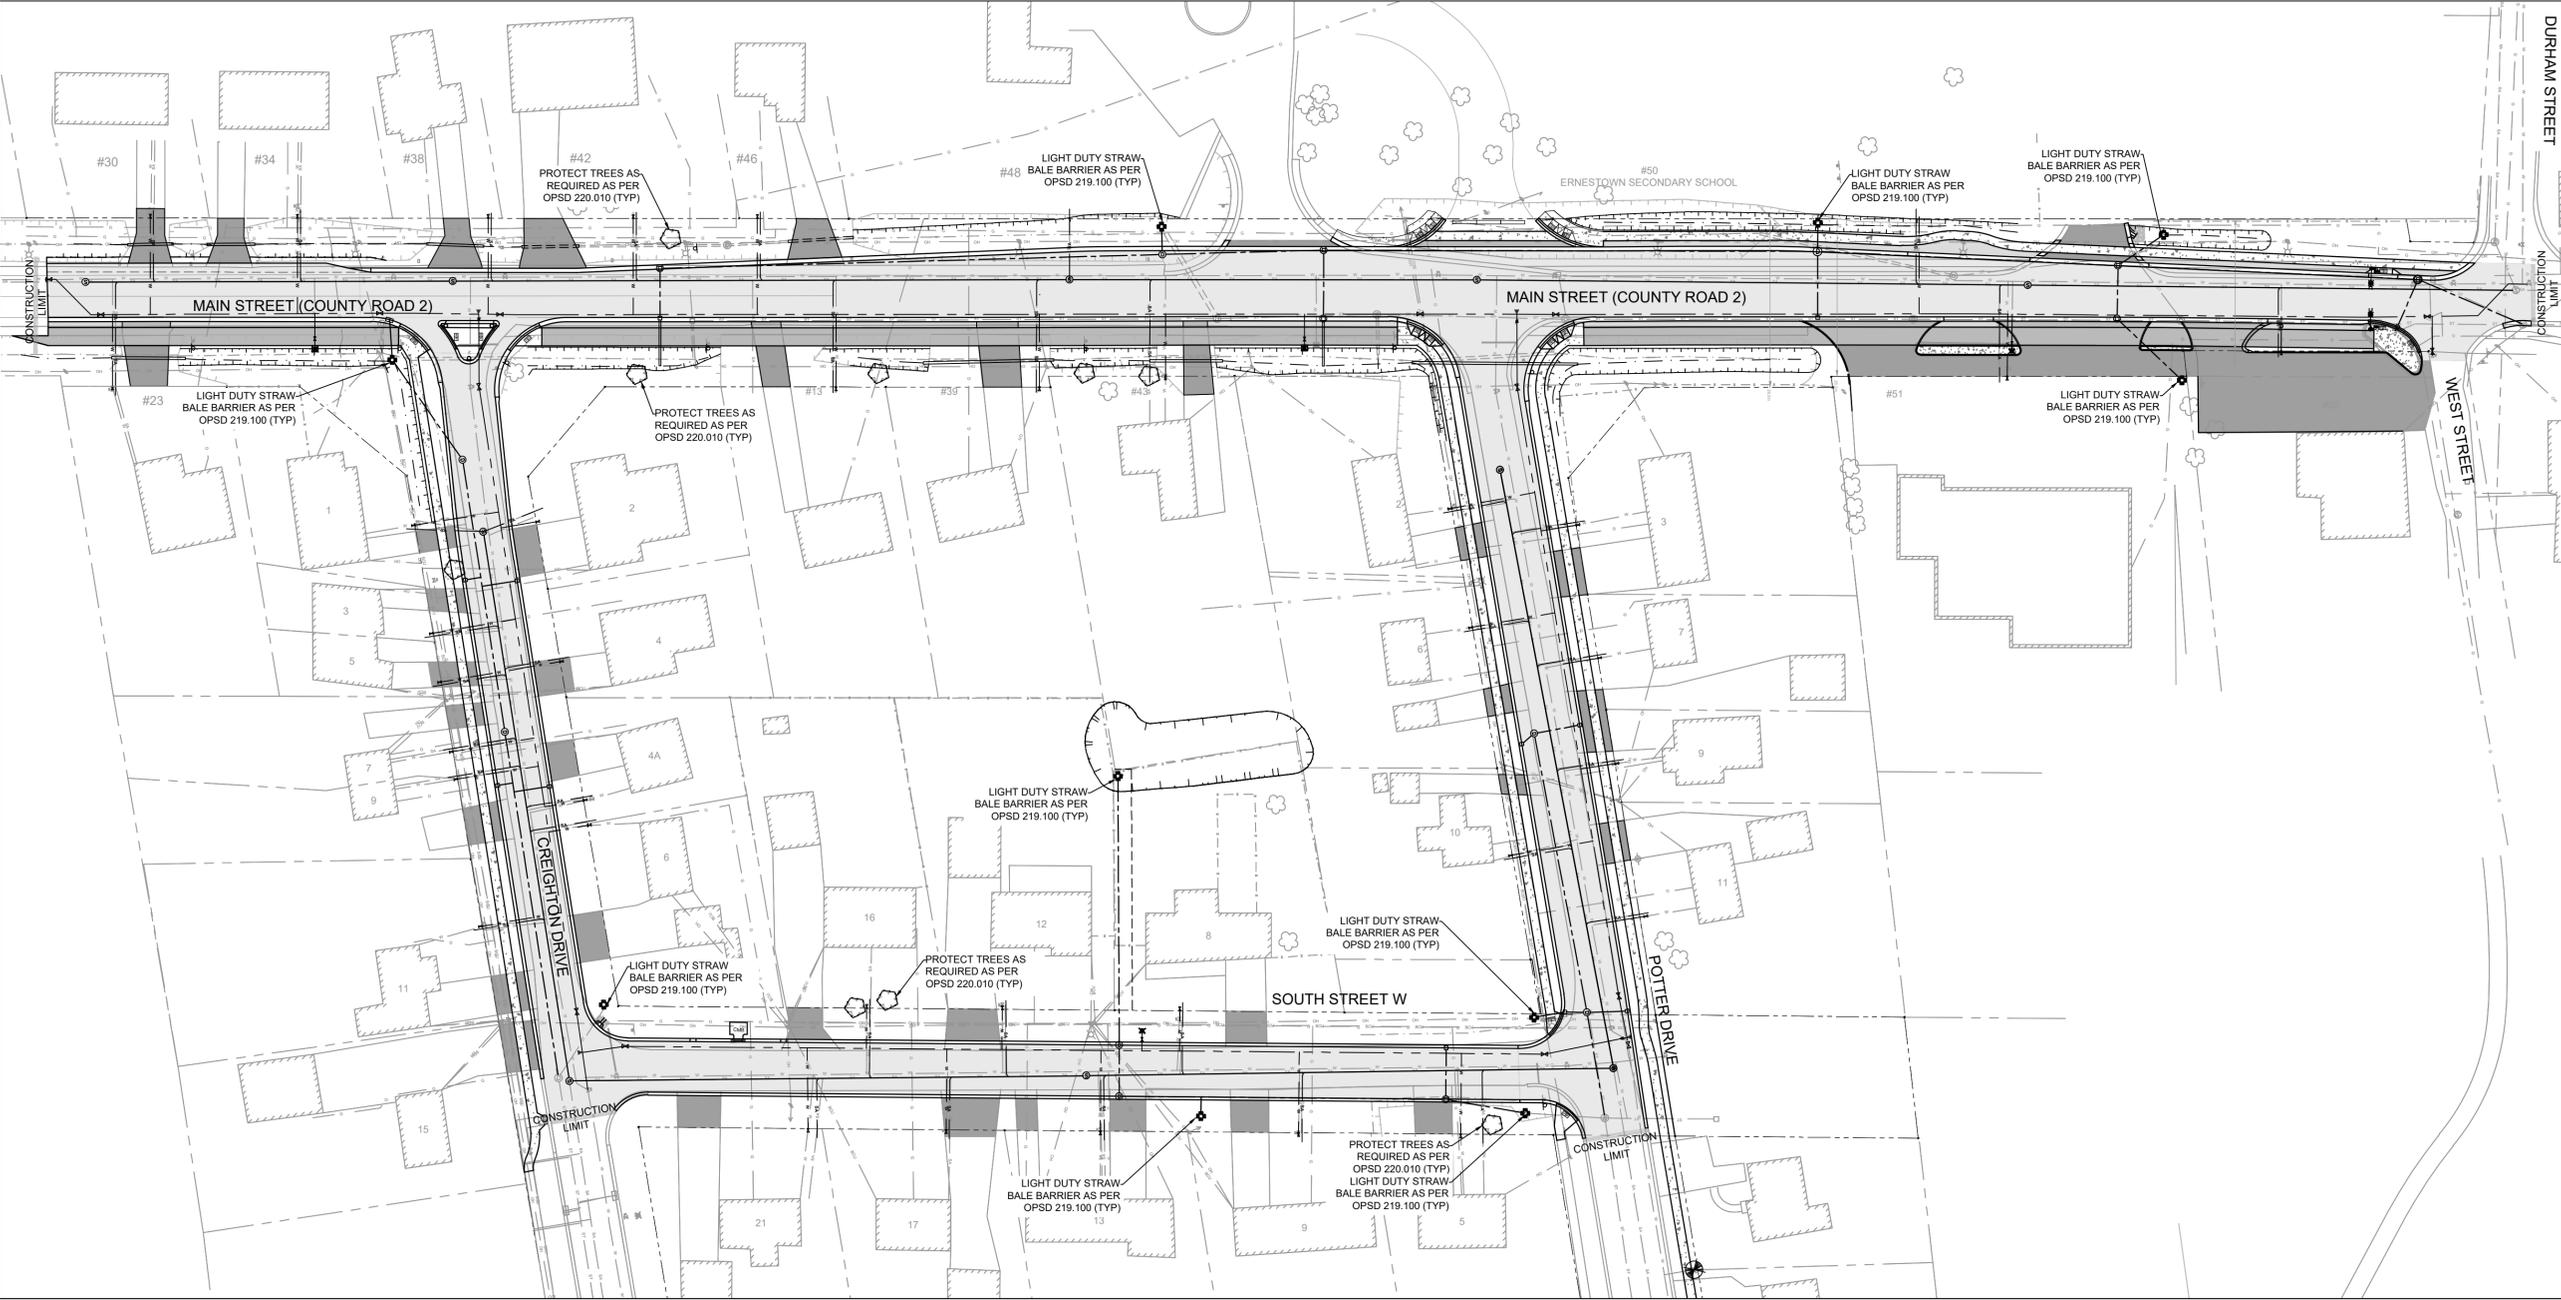 DURHAM STREET
#30
#34
#38
#42
#46
#48
#50
ERNESTOWN SECONDARY SCHOOL
PROTECT TREES AS
REQUIRED AS PER
OPSD 220.010 (TYP)
LIGHT DUTY STRAW
BALE BARRIER AS PER
OPSD 219.100 (TYP)
LIGHT DUTY STRAW
BALE BARRIER AS PER
OPSD 219.100 (TYP)
LIGHT DUTY STRAW
BALE BARRIER AS PER
OPSD 219.100 (TYP)
CONSTRUCTION
LIMIT
MAIN STREET (COUNTY ROAD 2)
MAIN STREET (COUNTY ROAD 2)
CONSTRUCTION
LIMIT
#23
#13
#39
#43
#51
LIGHT DUTY STRAW
BALE BARRIER AS PER
OPSD 219.100 (TYP)
PROTECT TREES AS
REQUIRED AS PER
OPSD 220.010 (TYP)
LIGHT DUTY STRAW
BALE BARRIER AS PER
OPSD 219.100 (TYP)
WEST STREET
1
2
2
3
3
5
4
6
7
4A
7
9
9
LIGHT DUTY STRAW
BALE BARRIER AS PER
OPSD 219.100 (TYP)
10
6
11
CREIGHTON DRIVE
16
12
8
LIGHT DUTY STRAW
BALE BARRIER AS PER
OPSD 219.100 (TYP)
PROTECT TREES AS
REQUIRED AS PER
OPSD 220.010 (TYP)
LIGHT DUTY STRAW
BALE BARRIER AS PER
OPSD 219.100 (TYP)
11
SOUTH STREET W
POTTER DRIVE
CMB
CONSTRUCTION
LIMIT
15
CONSTRUCTION
LIMIT
PROTECT TREES AS
REQUIRED AS PER
OPSD 220.010 (TYP)
LIGHT DUTY STRAW
BALE BARRIER AS PER
OPSD 219.100 (TYP)
LIGHT DUTY STRAW
BALE BARRIER AS PER
OPSD 219.100 (TYP)
21
17
13
9
5